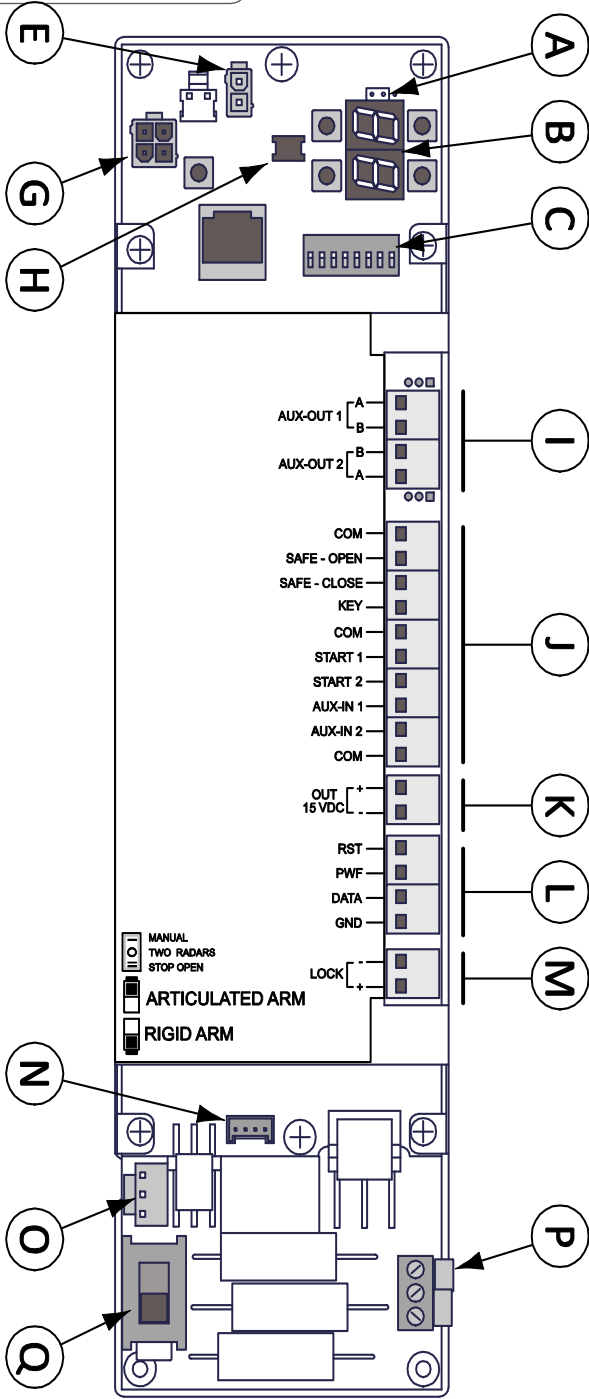 E
A
B
G
C
H
I
AUX-OUT 1
A
B
AUX-OUT 2
B
A
J
COM
SAFE - OPEN
SAFE - CLOSE
KEY
COM
START 1
START 2
AUX-IN 1
AUX-IN 2
COM
K
OUT
15 VDC
+
-
L
RST
PWF
DATA
GND
M
LOCK
-
+
MANUAL
TWO RADARS
STOP OPEN
ARTICULATED ARM
RIGID ARM
N
O
P
Q